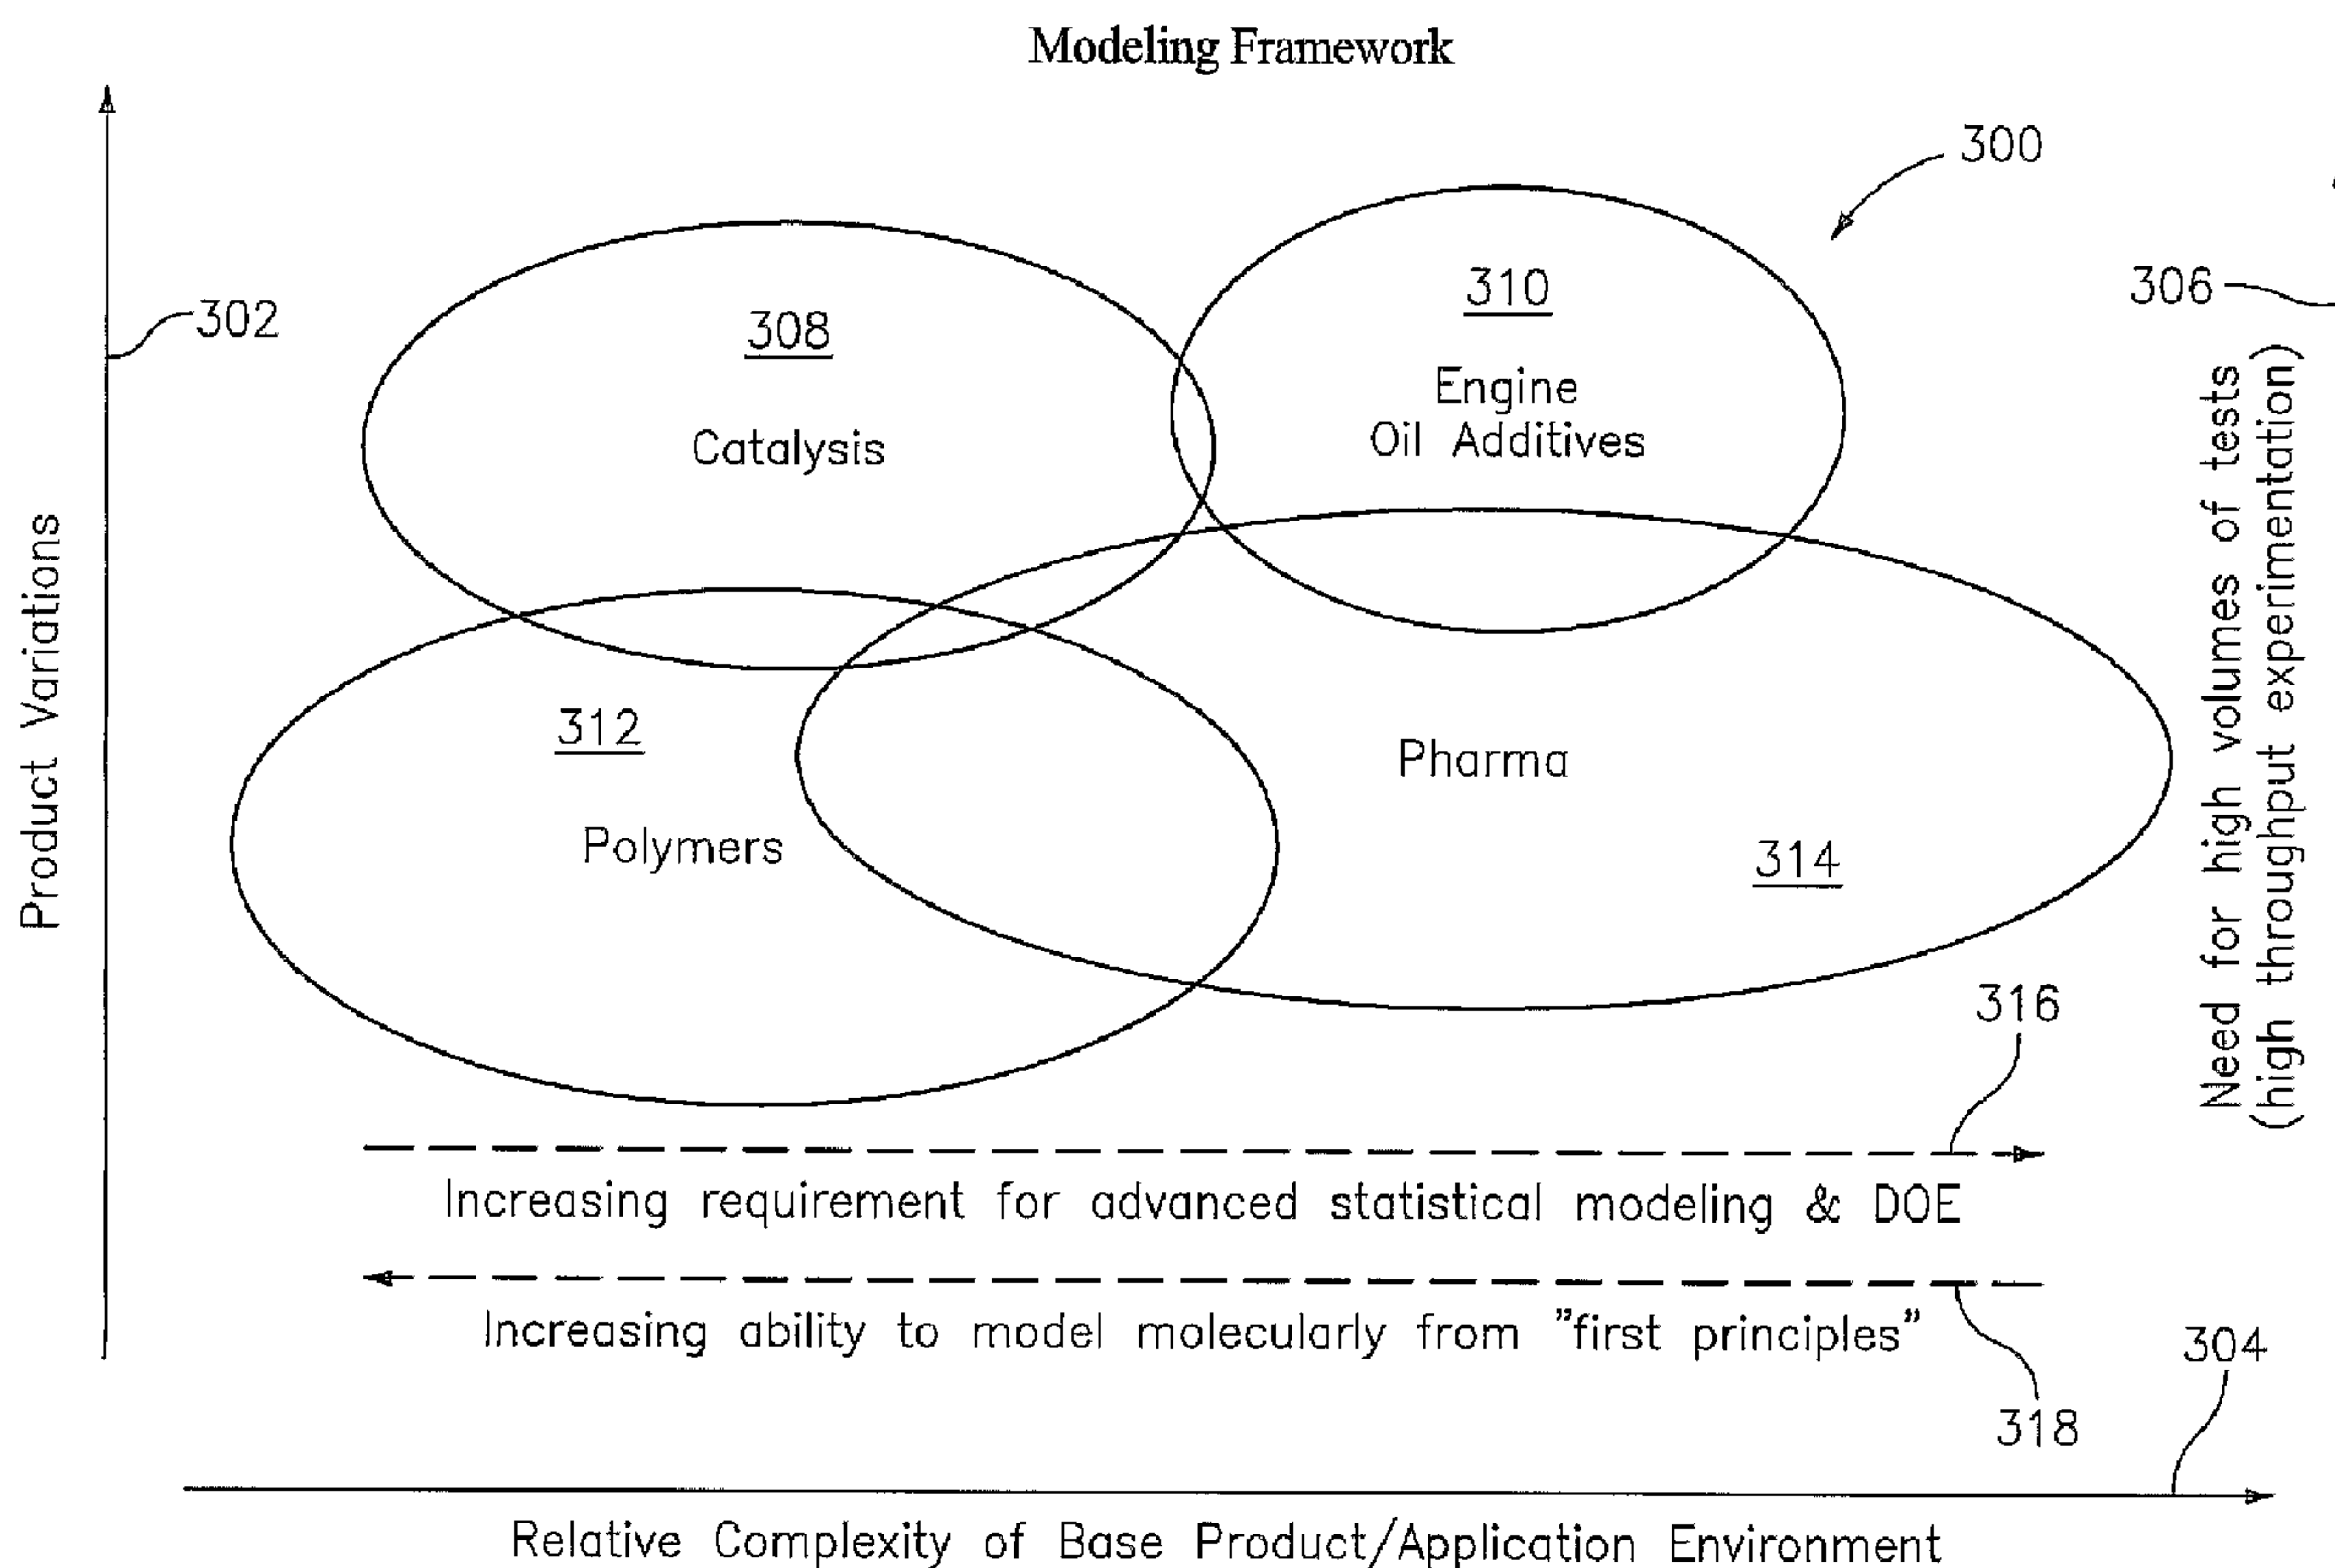 Modeling Framework
300
302
306
308
Catalysis
310
Engine
Oil Additives
Product Variations
312
Polymers
Pharma
314
Need for high volumes of tests
(high throughput experimentation)
316
Increasing requirement for advanced statistical modeling & DOE
Increasing ability to model molecularly from "first principles"
318
304
Relative Complexity of Base Product/Application Environment